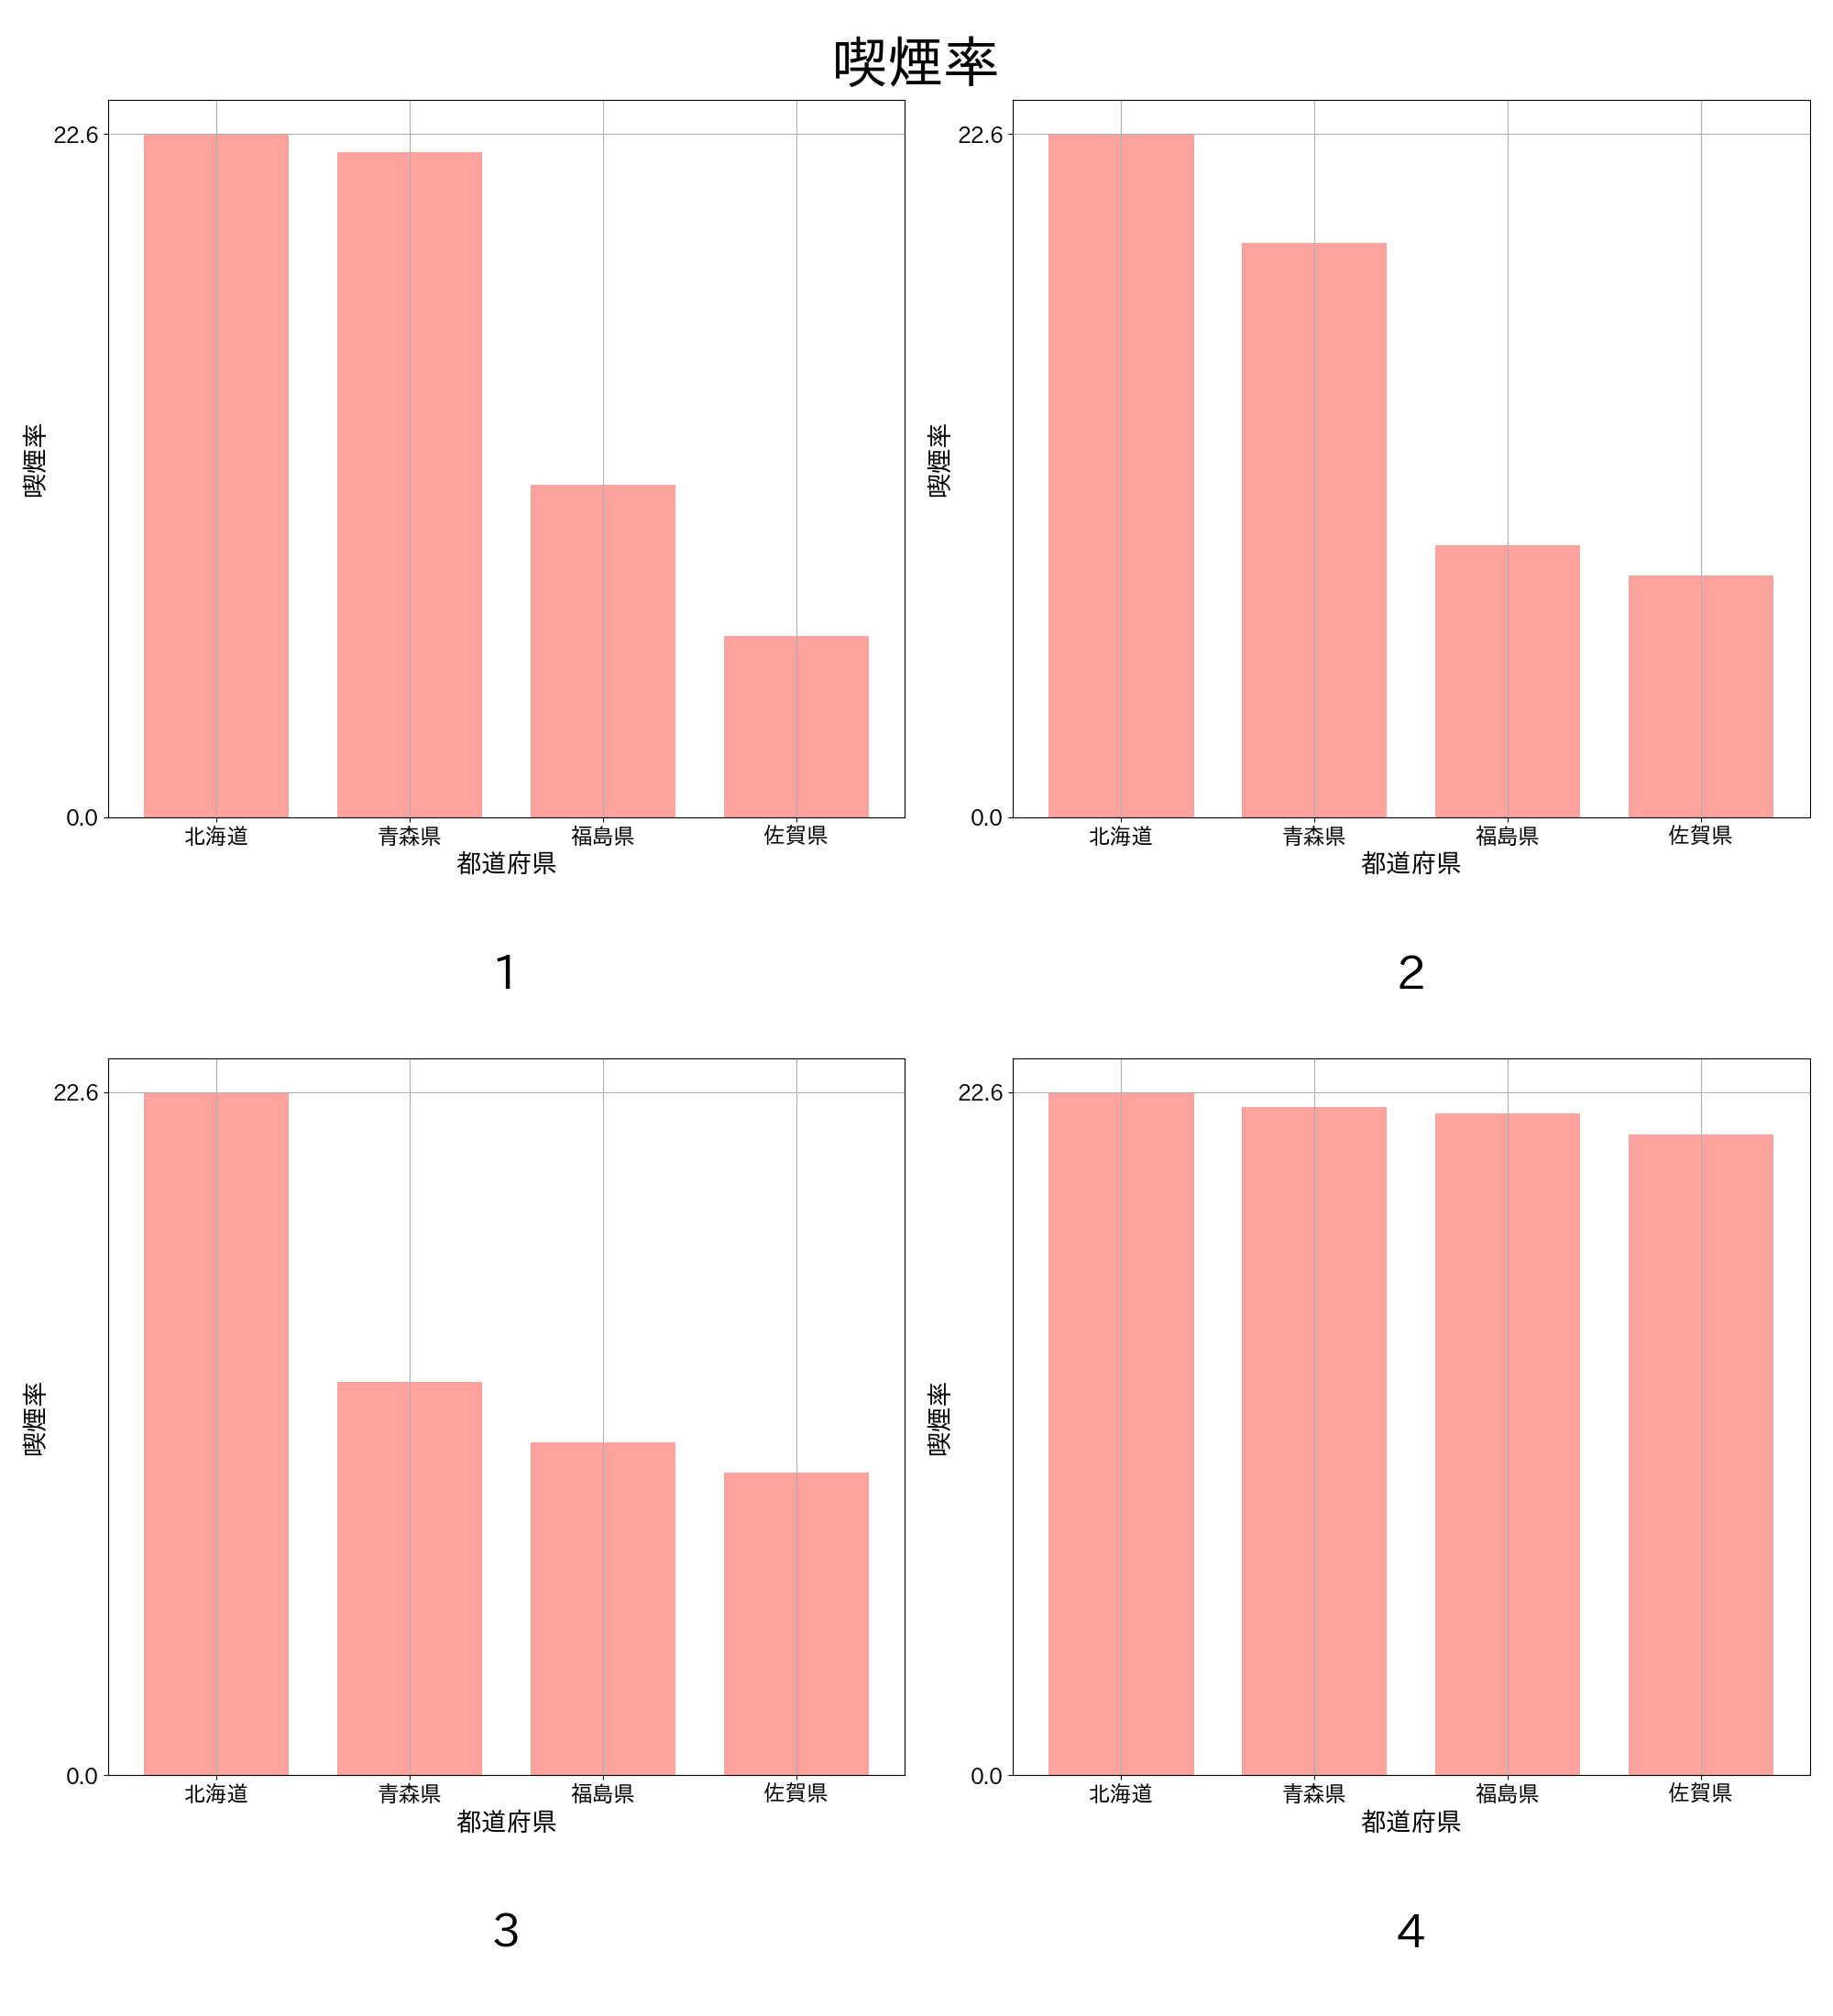 喫煙率
22.6
0.0
喫煙率
北海道 青森県 福島県 佐賀県
都道府県
1
22.6
0.0
喫煙率
北海道 青森県 福島県 佐賀県
都道府県
2
22.6
0.0
喫煙率
北海道 青森県 福島県 佐賀県
都道府県
3
22.6
0.0
喫煙率
北海道 青森県 福島県 佐賀県
都道府県
4